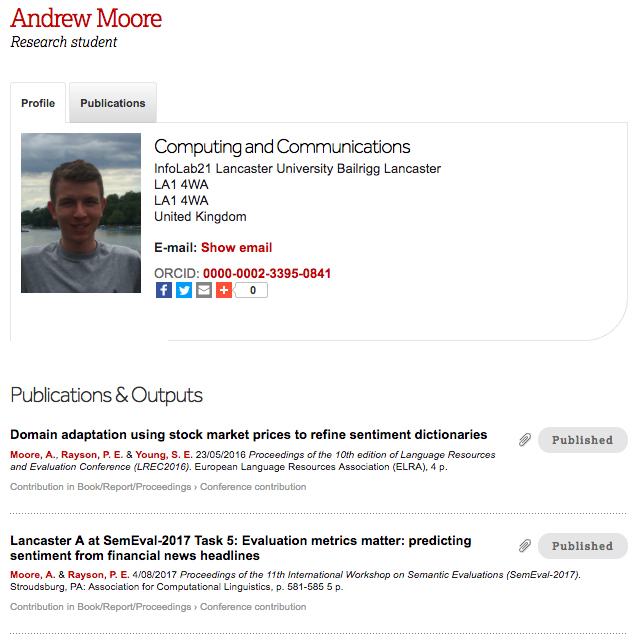 Andrew Moore
Research student
Profile
Publications
Computing and Communications
InfoLab21 Lancaster University Bailrigg Lancaster
LA1 4WA
LA1 4WA
United Kingdom
E-mail: Show email
ORCID: 0000-0002-3395-0841
0
Publications & Outputs
Domain adaptation using stock market prices to refine sentiment dictionaries
Published
Moore, A., Rayson, P. E. & Young, S. E. 23/05/2016 Proceedings of the 10th edition of Language Resources
and Evaluation Conference (LREC2016). European Language Resources Association (ELRA), 4 p.
Contribution in Book/Report/Proceedings › Conference contribution
Lancaster A at SemEval-2017 Task 5: Evaluation metrics matter: predicting
sentiment from financial news headlines
Published
Moore, A. & Rayson, P. E. 4/08/2017 Proceedings of the 11th International Workshop on Semantic Evaluations (SemEval-2017).
Stroudsburg, PA: Association for Computational Linguistics, p. 581-585 5 p.
Contribution in Book/Report/Proceedings › Conference contribution